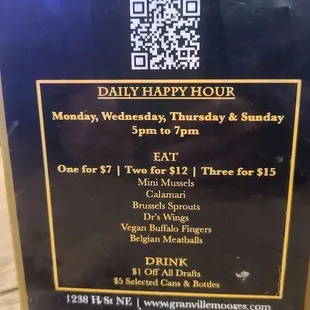 DAILY HAPPY HOUR
Monday, Wednesday, Thursday & Sunday
5pm to 7pm
EAT
One for $7 | Two for $12 | Three for $15
Mini Mussels
Calamari
Brussels Sprouts
Dr's Wings
Vegan Buffalo Fingers
Belgian Meatballs
DRINK
$1 Off All Drafts
$5 Selected Cans & Bottles
1238 H St NE | www.granvillemoores.com